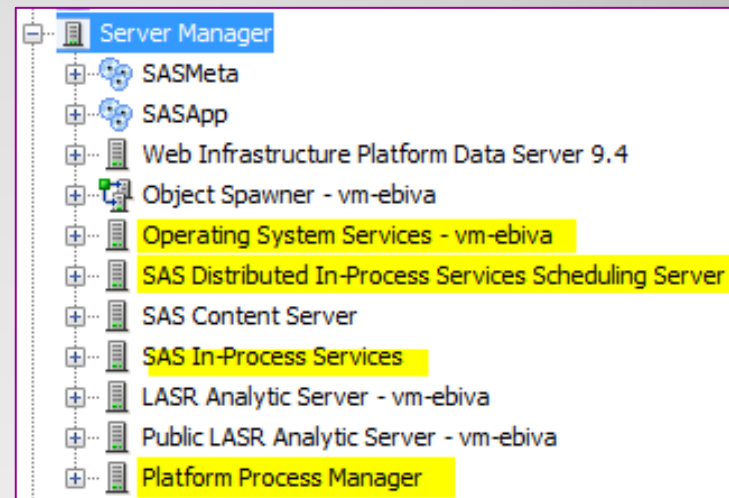 Server Manager
SASMeta
SASApp
Web Infrastructure Platform Data Server 9.4
Object Spawner - vm-ebiva
Operating System Services - vm-ebiva
SAS Distributed In-Process Services Scheduling Server
SAS Content Server
SAS In-Process Services
LASR Analytic Server - vm-ebiva
Public LASR Analytic Server - vm-ebiva
Platform Process Manager